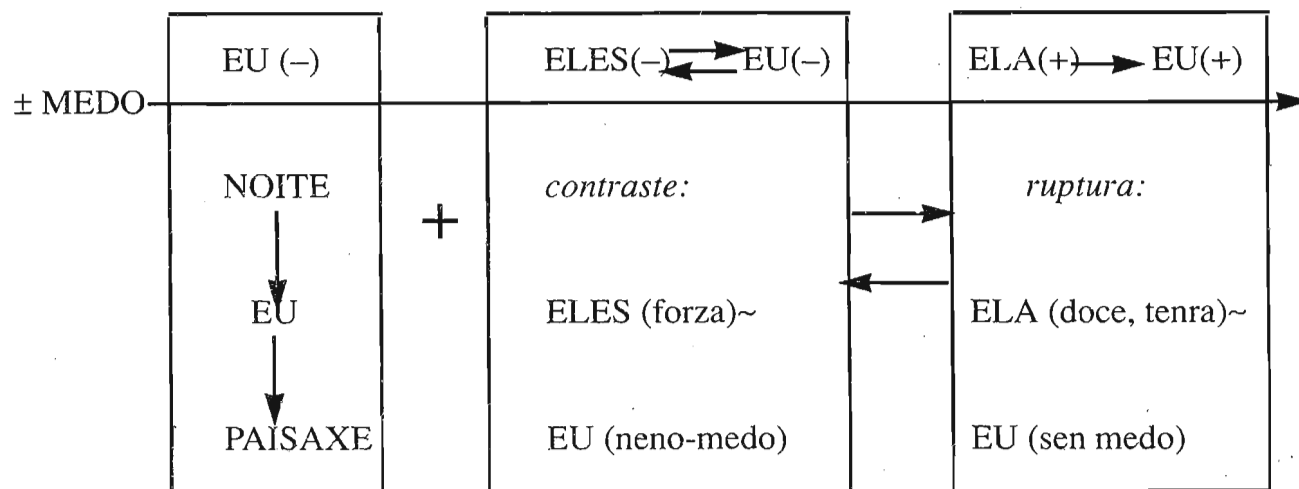 EU (–) ELES(–) EU(–) ELA(+) EU(+)
± MEDO
NOITE contraste: ruptura:
+
EU ELES (forza)~ ELA (doce, tenra)~
PAISAXE EU (neno-medo) EU (sen medo)